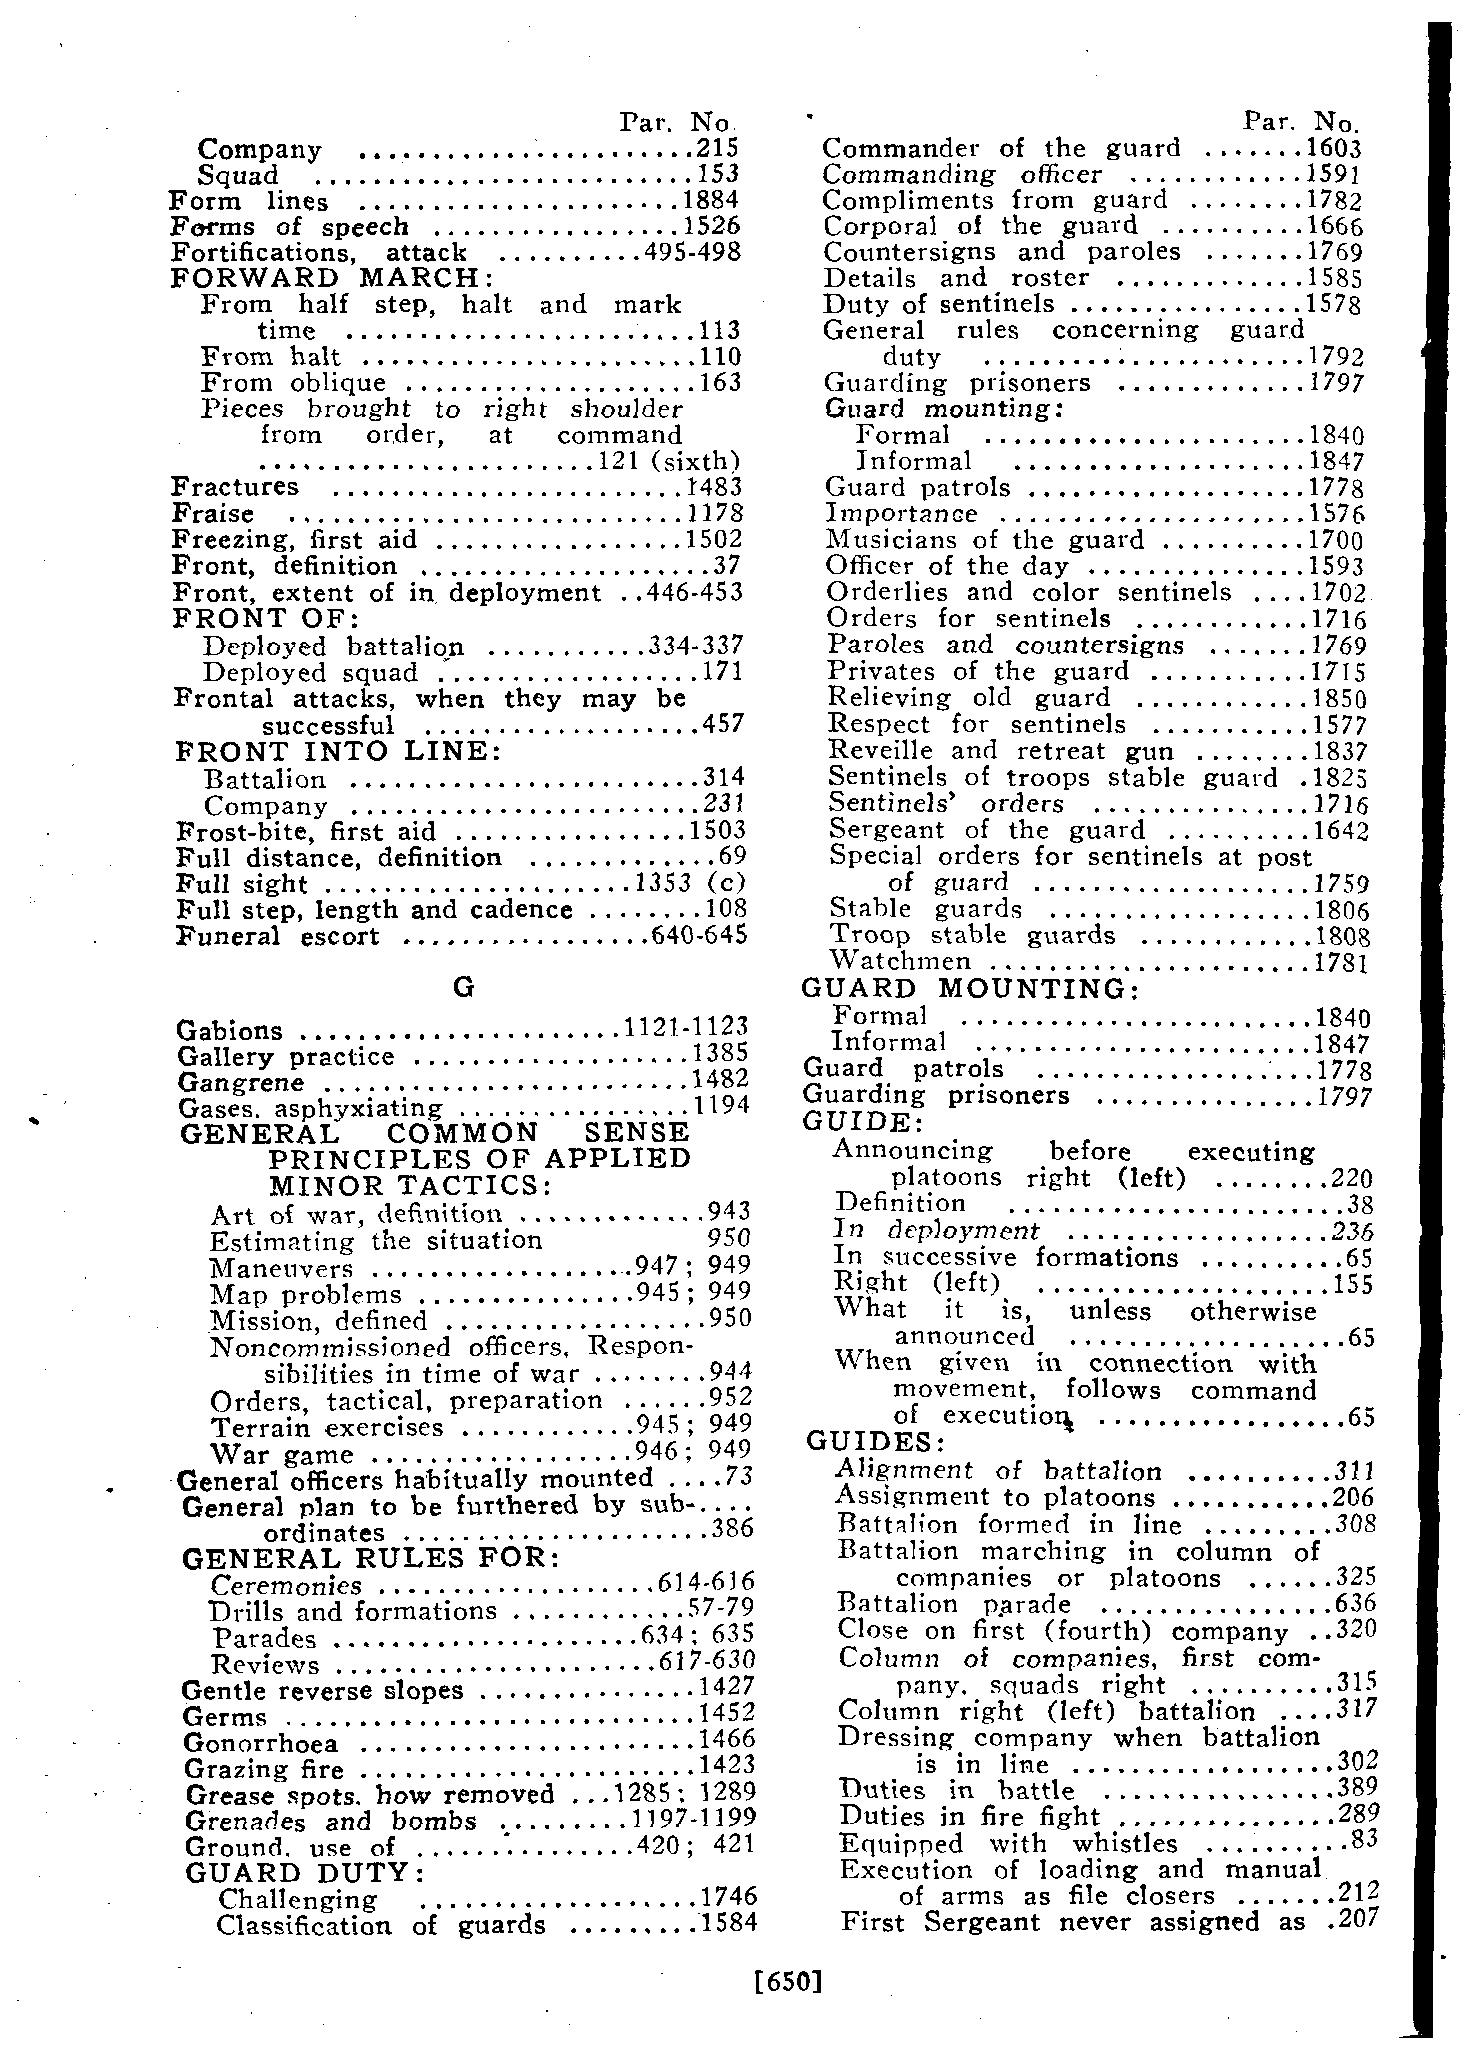 Par. No.
Company .......................215
Squad ..........................153
Form lines ......................1884
Forms of speech .................1526
Fortifications, attack ..........495-498
FORWARD MARCH:
From half step, halt and mark
time ........................113
From halt .......................110
From oblique ....................163
Pieces brought to right shoulder
from order, at command
.......................121 (sixth)
Fractures ........................1483
Fraise ...........................1178
Freezing, first aid .................1502
Front, definition ....................37
Front, extent of in deployment ..446-453
FRONT OF:
Deployed battalion ...........334-337
Deployed squad ..................171
Frontal attacks, when they may be
successful ...................457
FRONT INTO LINE:
Battalion ........................314
Company ........................231
Frost-bite, first aid ................1503
Full distance, definition .............69
Full sight .....................1353 (c)
Full step, length and cadence ........108
Funeral escort .................640-645
G
Gabions ......................1121-1123
Gallery practice ...................1385
Gangrene .........................1482
Gases. asphyxiating ................1194
GENERAL COMMON SENSE
PRINCIPLES OF APPLIED
MINOR TACTICS:
Art of war, definition .............943
Estimating the situation 950
Maneuvers ..................947; 949
Map problems ...............945; 949
Mission, defined ..................950
Noncommissioned officers, Respon-
sibilities in time of war ........944
Orders, tactical, preparation ......952
Terrain exercises ............945; 949
War game ..................946; 949
General officers habitually mounted ....73
General plan to be furthered by sub-....
ordinates .....................386
GENERAL RULES FOR:
Ceremonies ...................614-616
Drills and formations ............57-79
Parades .....................634; 635
Reviews ......................617-630
Gentle reverse slopes ...............1427
Germs ............................1452
Gonorrhoea .......................1466
Grazing fire .......................1423
Grease spots. how removed ...1285; 1289
Grenades and bombs .........1197-1199
Ground. use of ...............420; 421
GUARD DUTY:
Challenging ...................1746
Classification of guards .........1584
Par. No.
Commander of the guard .......1603
Commanding officer ............1591
Compliments from guard ........1782
Corporal of the guard ..........1666
Countersigns and paroles .......1769
Details and roster .............1585
Duty of sentinels ................1578
General rules concerning guard
duty ......................1792
Guarding prisoners .............1797
Guard mounting:
Formal ......................1840
Informal ....................1847
Guard patrols ...................1778
Importance .....................1576
Musicians of the guard ..........1700
Officer of the day ...............1593
Orderlies and color sentinels ....1702
Orders for sentinels ............1716
Paroles and countersigns .......1769
Privates of the guard ...........1715
Relieving old guard ............1850
Respect for sentinels ...........1577
Reveille and retreat gun ........1837
Sentinels of troops stable guard .1825
Sentinels' orders ...............1716
Sergeant of the guard ..........1642
Special orders for sentinels at post
of guard ...................1759
Stable guards ..................1806
Troop stable guards ............1808
Watchmen ......................1781
GUARD MOUNTING:
Formal ........................1840
Informal .......................1847
Guard patrols ...................1778
Guarding prisoners ...............1797
GUIDE:
Announcing before executing
platoons right (left) ........220
Definition .......................38
In deployment ..................236
In successive formations ..........65
Right (left) ....................155
What it is, unless otherwise
announced ...................65
When given in connection with
movement, follows command
of execution .................65
GUIDES:
Alignment of battalion ..........311
Assignment to platoons ...........206
Battalion formed in line .........308
Battalion marching in column of
companies or platoons ......325
Battalion parade ................636
Close on first (fourth) company ..320
Column of companies, first com-
pany. squads right ..........315
Column right (left) battalion ....317
Dressing company when battalion
is in line ..................302
Duties in battle ................389
Duties in fire fight ...............289
Equipped with whistles ..........83
Execution of loading and manual
of arms as file closers .......212
First Sergeant never assigned as .207
[650]